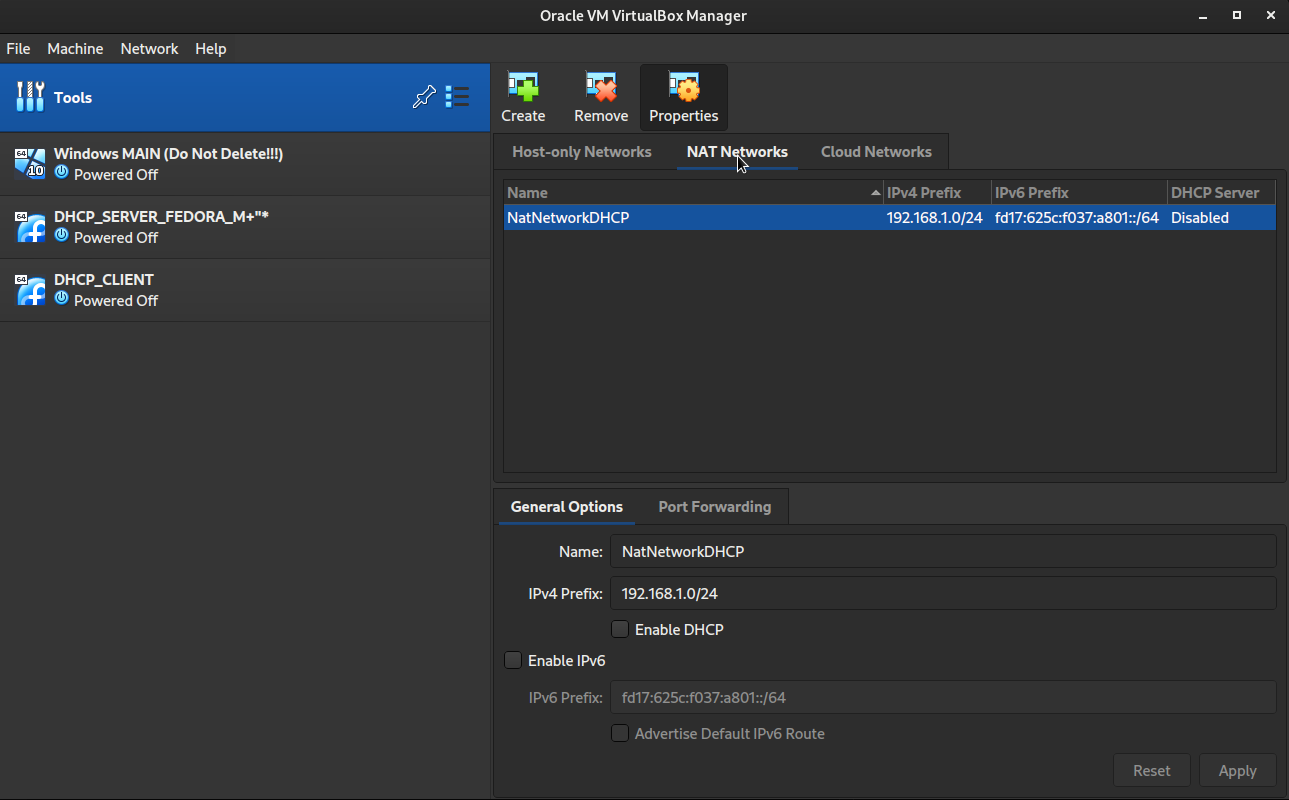 Oracle VM VirtualBox Manager
File Machine Network Help
Tools
64 10 Windows MAIN (Do Not Delete!!!)
Powered Off
64 DHCP_SERVER_FEDORA_M+"*
Powered Off
64 DHCP_CLIENT
Powered Off
Create Remove Properties
Host-only Networks NAT Networks Cloud Networks
Name IPv4 Prefix IPv6 Prefix DHCP Server
NatNetworkDHCP 192.168.1.0/24 fd17:625c:f037:a801::/64 Disabled
General Options Port Forwarding
Name: NatNetworkDHCP
IPv4 Prefix: 192.168.1.0/24
Enable DHCP
Enable IPv6
IPv6 Prefix: fd17:625c:f037:a801::/64
Advertise Default IPv6 Route
Reset Apply